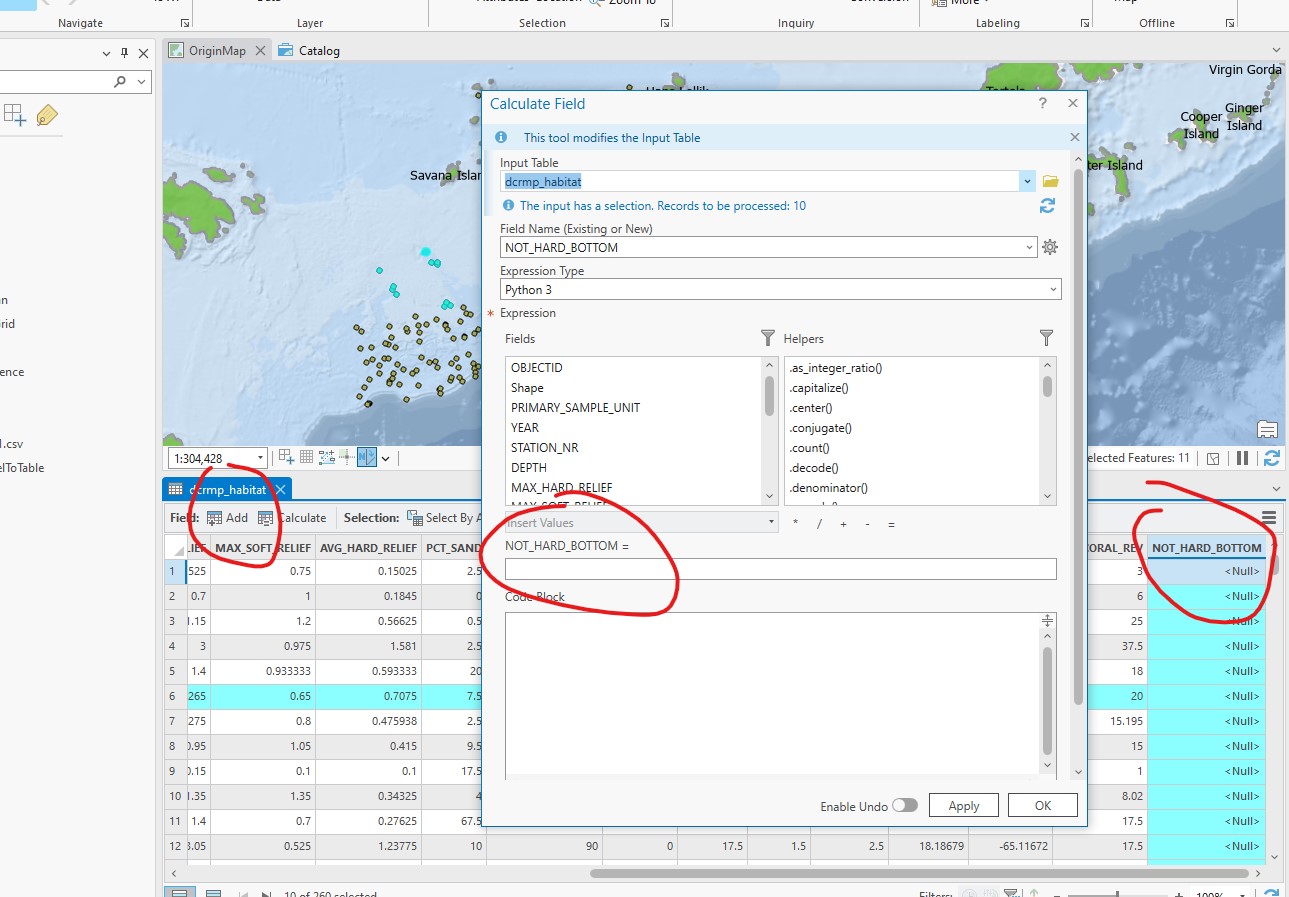 Navigate
Layer
Selection
Inquiry
Labeling
Offline
Zoom To
More
OriginMap
Catalog
Virgin Gorda
Cooper
Island
Ginger
Island
Savana
Calculate Field
?
This tool modifies the Input Table
Input Table
dcrmp_habitat
The input has a selection. Records to be processed: 10
Field Name (Existing or New)
NOT_HARD_BOTTOM
Expression Type
Python 3
* Expression
Fields
Helpers
OBJECTID
Shape
PRIMARY_SAMPLE_UNIT
YEAR
STATION_NR
DEPTH
MAX_HARD_RELIEF
.as_integer_ratio()
.capitalize()
.center()
.conjugate()
.count()
.decode()
.denominator()
Insert Values
* / + - =
NOT_HARD_BOTTOM =
Code Block
Enable Undo
Apply
OK
ter Island
.csv
elToTable
1:304,428
elected Features: 11
dcrmp_habitat
Field: Add Calculate Selection: Select By A
.IEF MAX_SOFT_RELIEF AVG_HARD_RELIEF PCT_SAND ORAL_REV NOT_HARD_BOTTOM
1 525 0.75 0.15025 2.5 3 <Null>
2 0.7 1 0.1845 0 6 <Null>
3 1.15 1.2 0.56625 0.5 25 <Null>
4 3 0.975 1.581 2.5 37.5 <Null>
5 1.4 0.933333 0.593333 20 18 <Null>
6 265 0.65 0.7075 7.5 20 <Null>
7 275 0.8 0.475938 2.5 15.195 <Null>
8 0.95 1.05 0.415 9.5 15 <Null>
9 0.15 0.1 0.1 17.5 1 <Null>
10 1.35 1.35 0.34325 4 8.02 <Null>
11 1.4 0.7 0.27625 67.5 17.5 <Null>
12 3.05 0.525 1.23775 10 90 0 17.5 1.5 2.5 18.18679 -65.11672 17.5 <Null>
10 of 260 selected
Filters:
100%